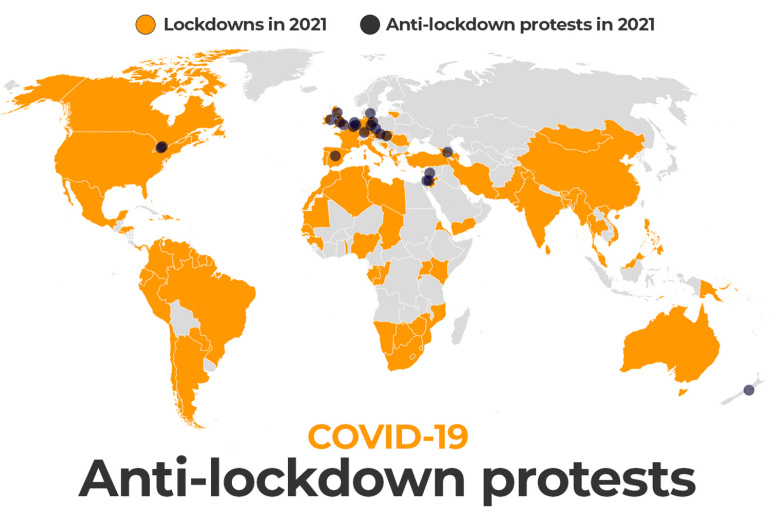 Lockdowns in 2021
Anti-lockdown protests in 2021
COVID-19
Anti-lockdown protests